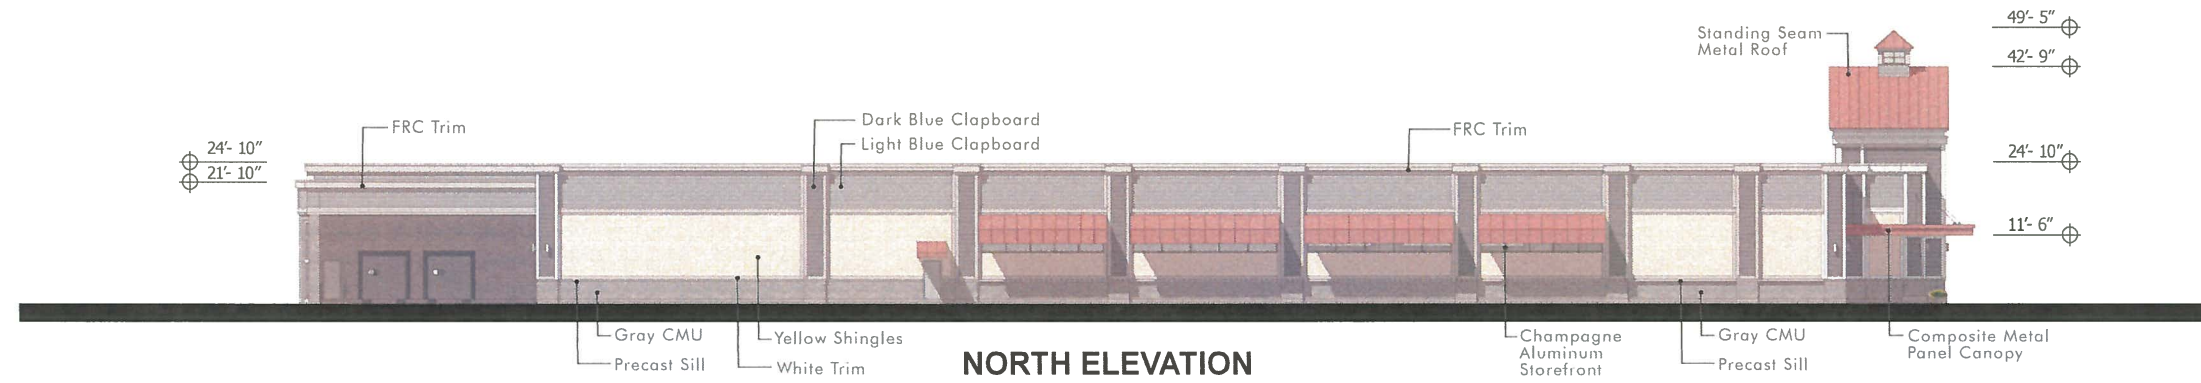 49'- 5"
Standing Seam
Metal Roof
42'- 9"
Dark Blue Clapboard
FRC Trim
FRC Trim
Light Blue Clapboard
24'- 10"
24'- 10"
21'- 10"
11'- 6"
Gray CMU
Yellow Shingles
Precast Sill
White Trim
NORTH ELEVATION
Champagne
Aluminum
Storefront
Gray CMU
Precast Sill
Composite Metal
Panel Canopy